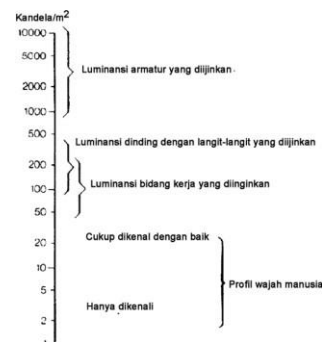 Kandela/m²
10000
5000
Luminansi armatur yang diijinkan
2000
1000
500
Luminansi dinding dengan langit-langit yang diijinkan
200
Luminansi bidang kerja yang diinginkan
100
50
Cukup dikenal dengan baik
20
10
Profil wajah manusia
5
Hanya dikenali
2